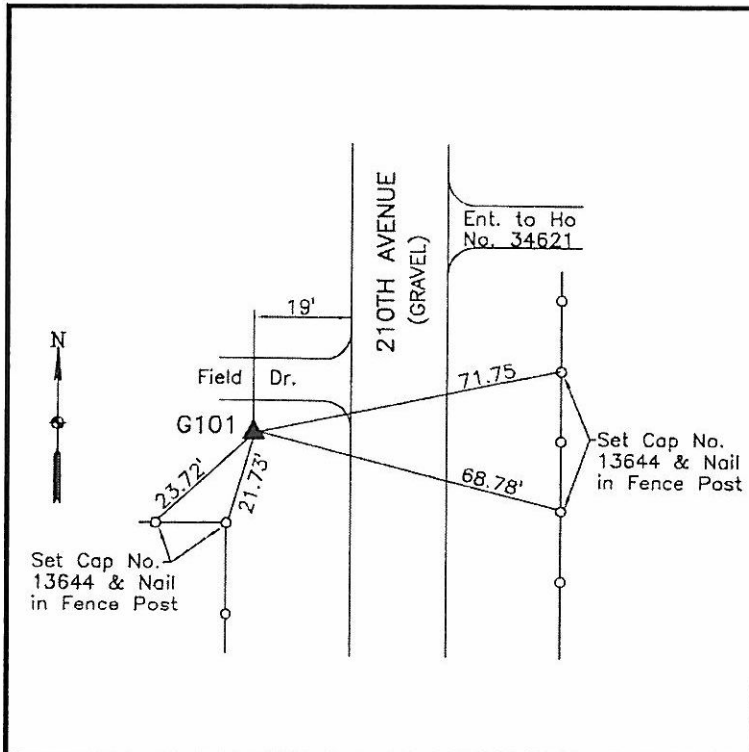 210TH AVENUE
(GRAVEL)
Ent. to Ho
No. 34621
19'
N
Field Dr.
71.75
G101
23.72'
21.73'
68.78'
Set Cap No.
13644 & Nail
in Fence Post
Set Cap No.
13644 & Nail
in Fence Post